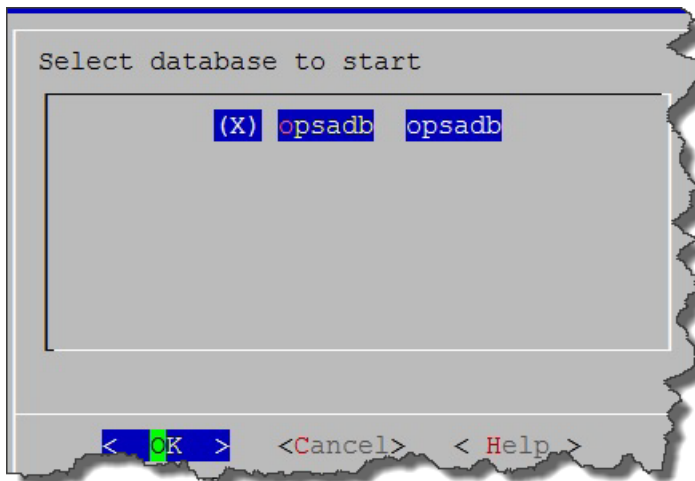 Select database to start
(X) opsadb opsadb
< OK > <Cancel> < Help >